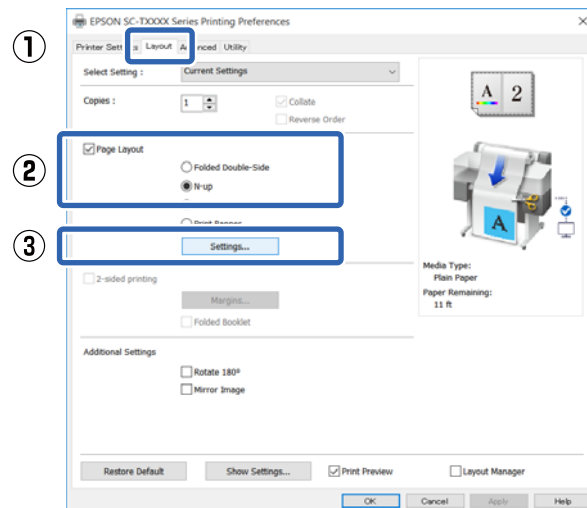 EPSON SC-TXXXX Series Printing Preferences
1
Layout
Utility
Select Setting :
Current Settings
Copies :
1
Collate
Reverse Order
A 2
2
Page Layout
Folded Double-Side
N-up
A
3
Settings...
Media Type:
Plain Paper
Paper Remaining:
11 ft
2-sided printing
Margins...
Folded Booklet
Additional Settings
Rotate 180º
Mirror Image
Restore Default Show Settings... Print Preview Layout Manager
OK Cancel Apply Help